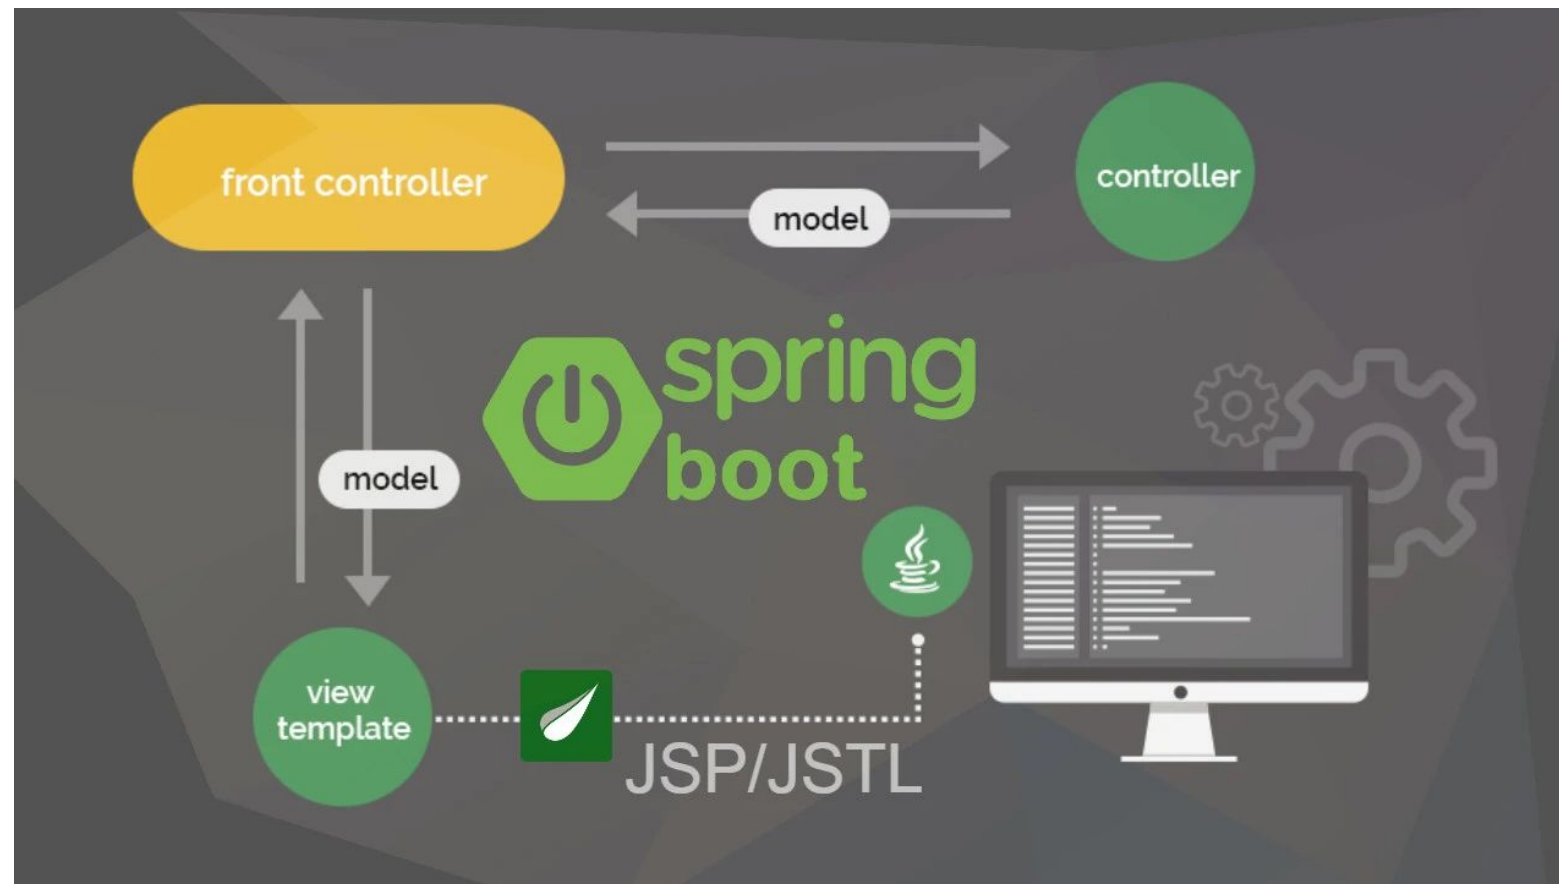 front controller
controller
model
spring
boot
model
view
template
JSP/JSTL